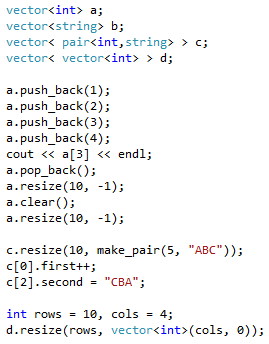 vector<int> a;
vector<string> b;
vector< pair<int,string> > c;
vector< vector<int> > d;
a.push_back(1);
a.push_back(2);
a.push_back(3);
a.push_back(4);
cout << a[3] << endl;
a.pop_back();
a.resize(10, -1);
a.clear();
a.resize(10, -1);
c.resize(10, make_pair(5, "ABC"));
c[0].first++;
c[2].second = "CBA";
int rows = 10, cols = 4;
d.resize(rows, vector<int>(cols, 0));